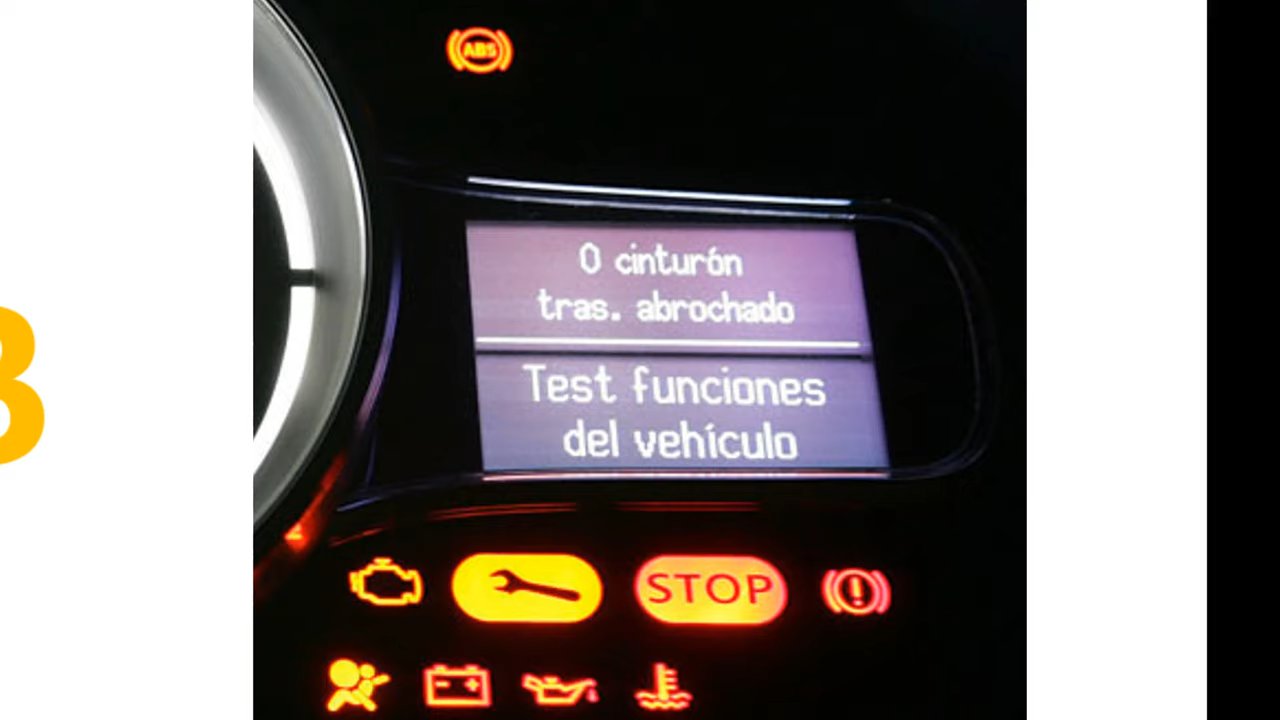 ABS
0 cinturón
tras. abrochado
Test funciones
del vehículo
STOP